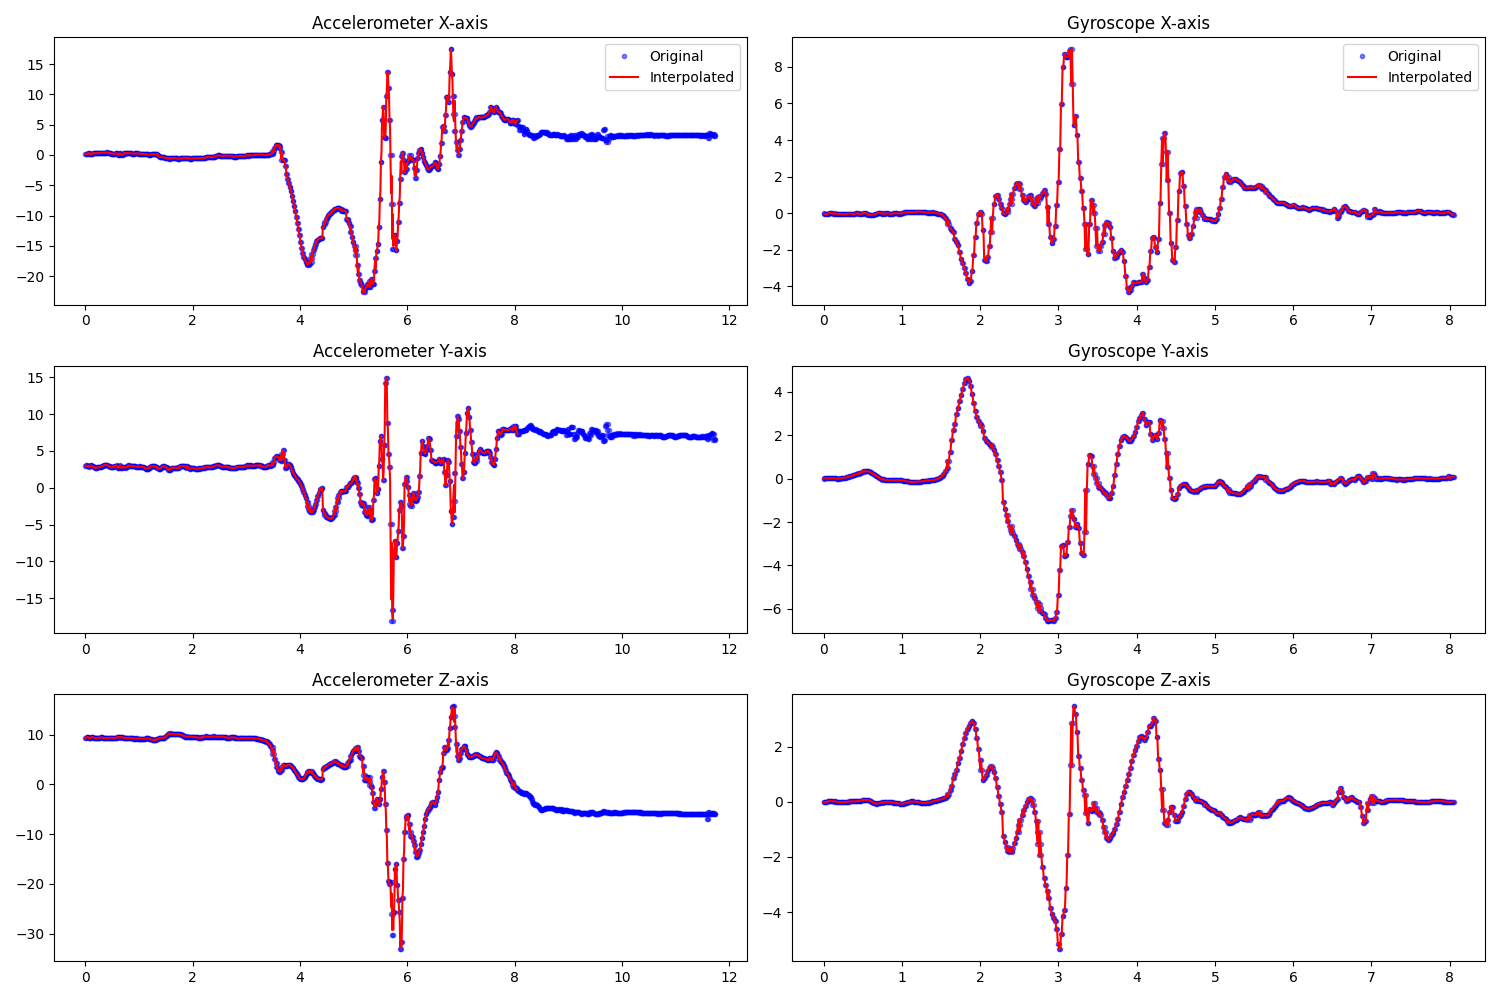 Accelerometer X-axis
Original
Interpolated
15
10
5
0
−5
−10
−15
−20
0 2 4 6 8 10 12
Gyroscope X-axis
Original
Interpolated
8
6
4
2
0
−2
−4
0 1 2 3 4 5 6 7 8
Accelerometer Y-axis
15
10
5
0
−5
−10
−15
0 2 4 6 8 10 12
Gyroscope Y-axis
4
2
0
−2
−4
−6
0 1 2 3 4 5 6 7 8
Accelerometer Z-axis
10
0
−10
−20
−30
0 2 4 6 8 10 12
Gyroscope Z-axis
2
0
−2
−4
0 1 2 3 4 5 6 7 8